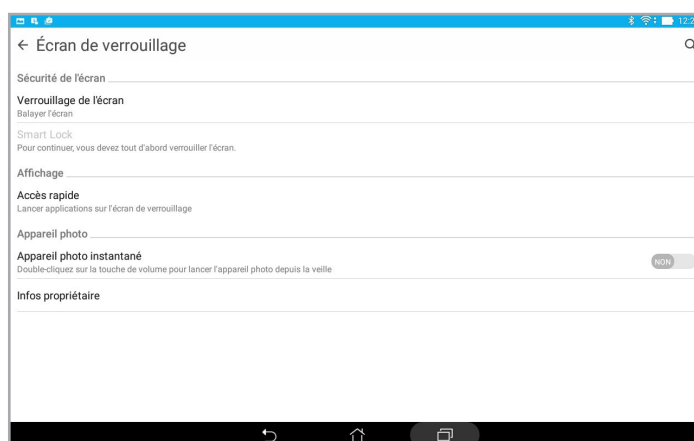 12:2
Écran de verrouillage
Sécurité de l'écran
Verrouillage de l'écran
Balayer l'écran
Smart Lock
Pour continuer, vous devez tout d'abord verrouiller l'écran.
Affichage
Accès rapide
Lancer applications sur l'écran de verrouillage
Appareil photo
Appareil photo instantané
Double-cliquez sur la touche de volume pour lancer l'appareil photo depuis la veille
NON
Infos propriétaire